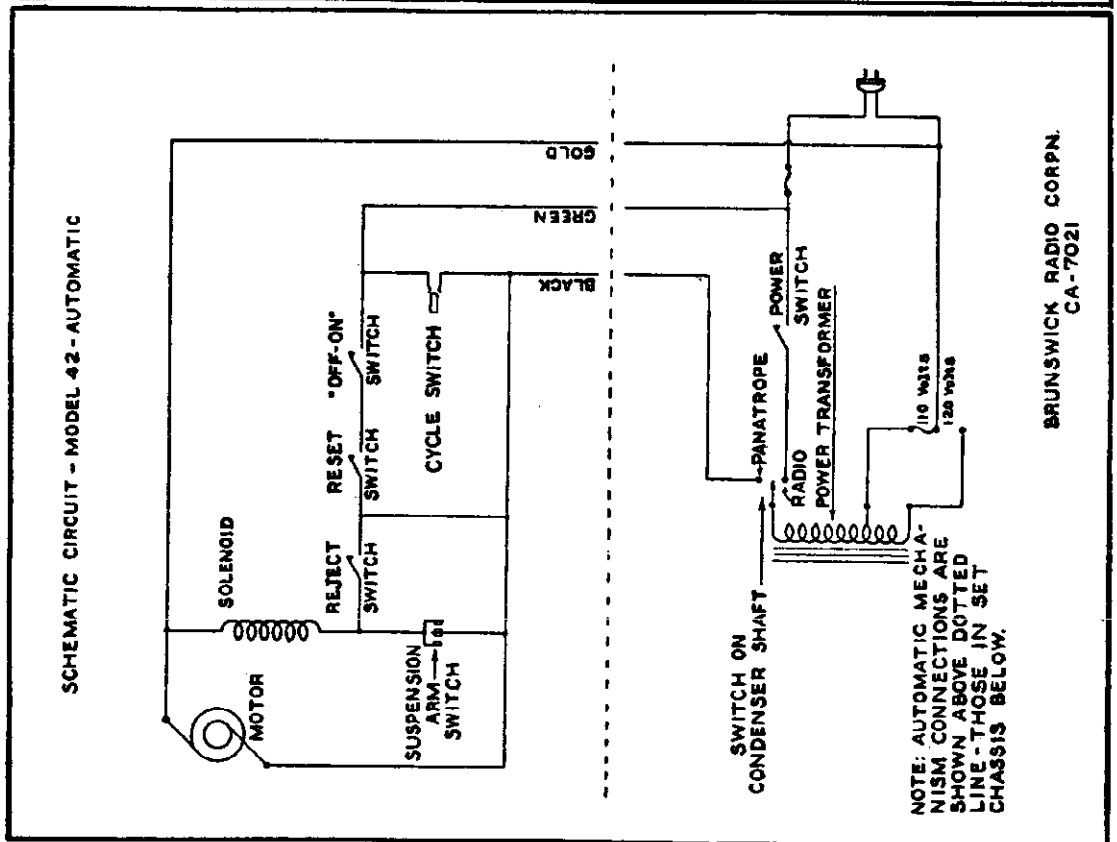 SCHEMATIC CIRCUIT - MODEL 42 - AUTOMATIC
MOTOR
SOLENOID
REJECT
SWITCH
RESET
SWITCH
"OFF-ON"
SWITCH
SUSPENSION
ARM
SWITCH
CYCLE SWITCH
GOLD
GREEN
BLACK
SWITCH ON
CONDENSER SHAFT
PANATROPE
RADIO
POWER
SWITCH
POWER TRANSFORMER
110 Volts
120 Volts
NOTE: AUTOMATIC MECHA-
NISM CONNECTIONS ARE
SHOWN ABOVE DOTTED
LINE - THOSE IN SET
CHASSIS BELOW.
BRUNSWICK RADIO CORPN.
CA-7021